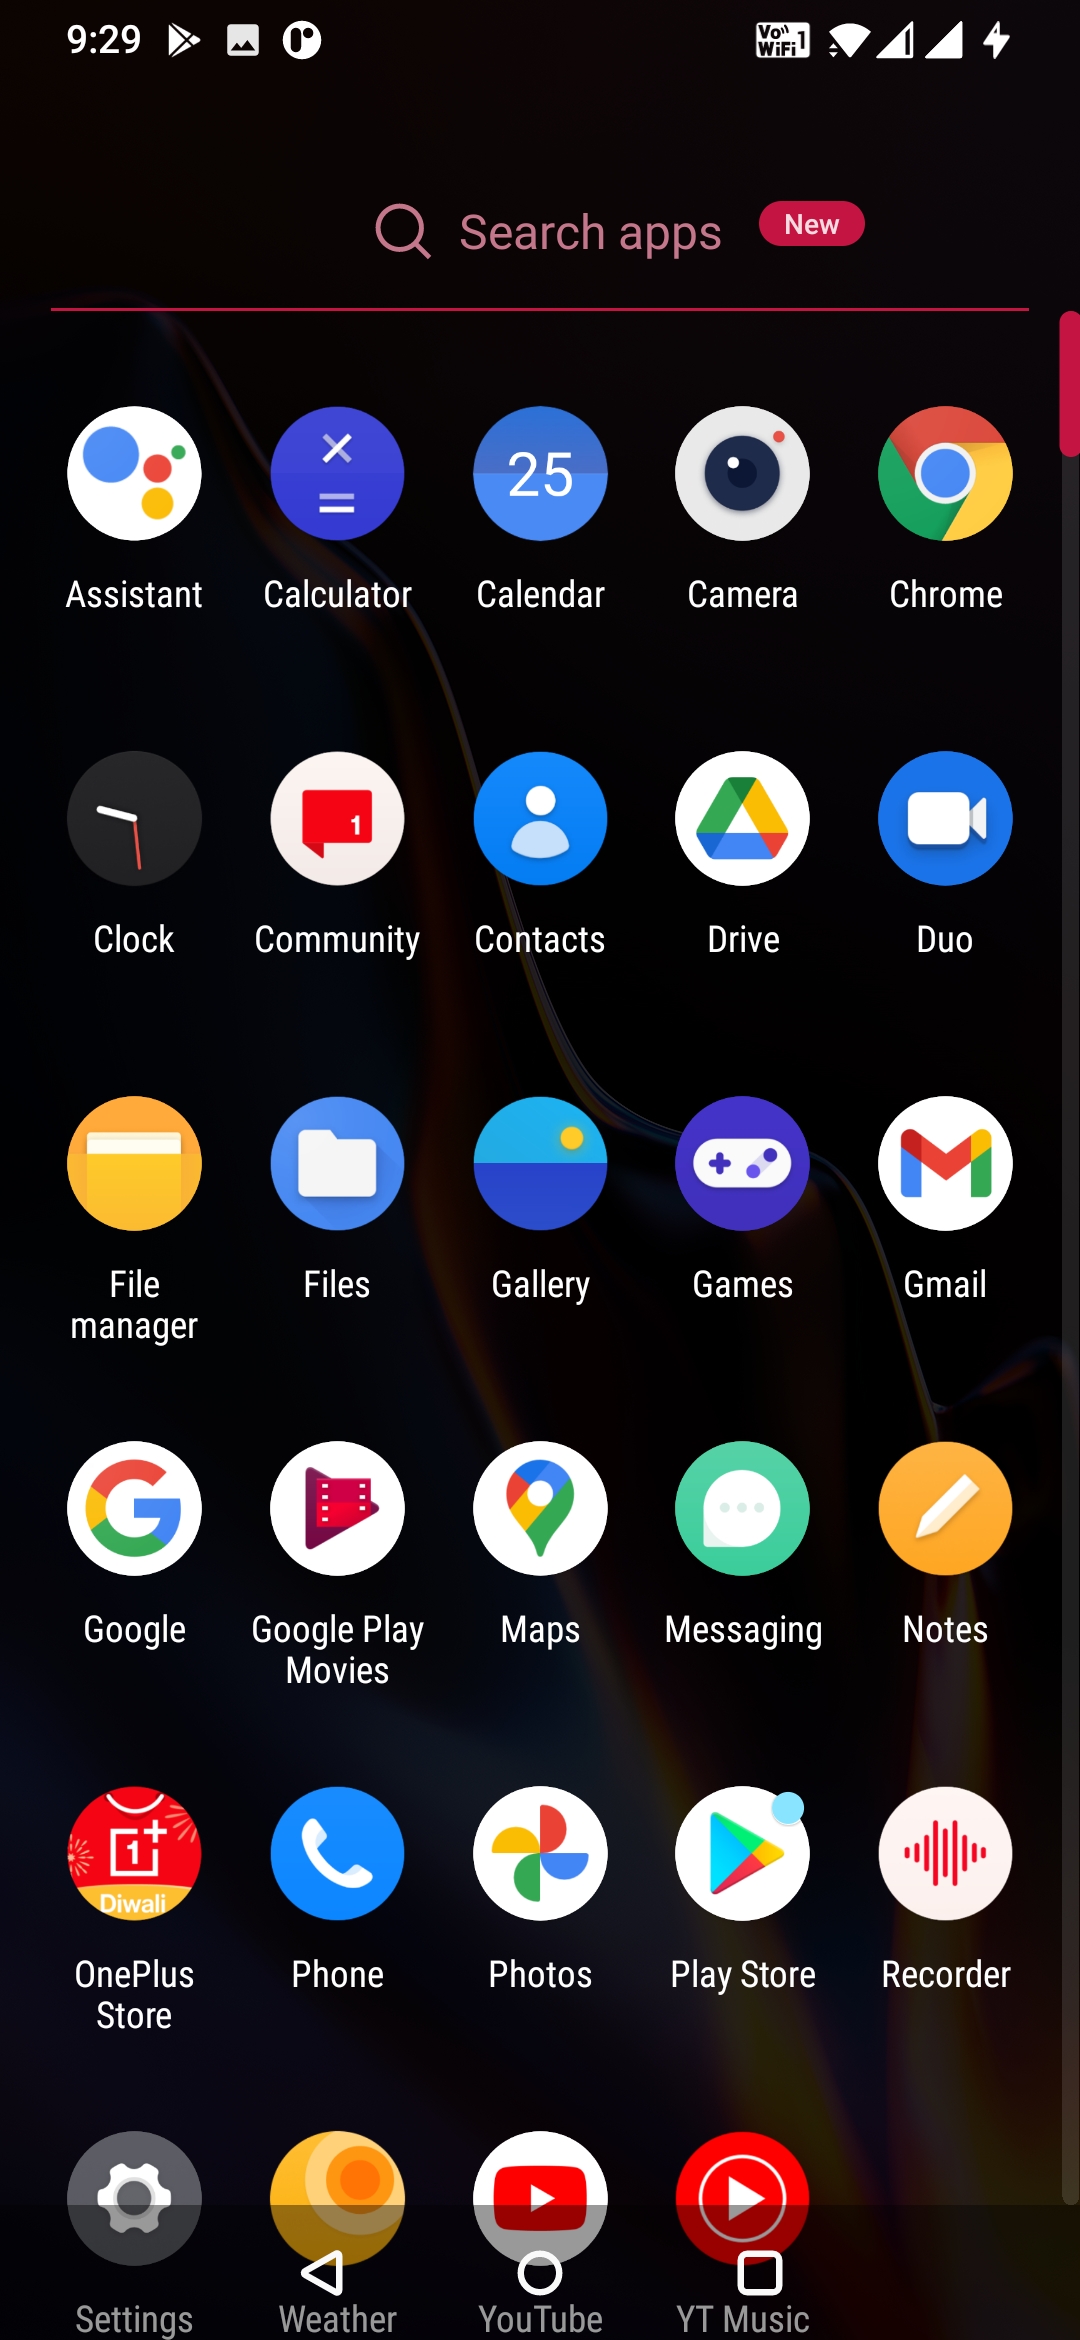 9:29
Vo WiFi 1
Search apps New
25
Assistant Calculator Calendar Camera Chrome
1
Clock Community Contacts Drive Duo
File manager Files Gallery Games Gmail
Google Google Play Movies Maps Messaging Notes
1+
Diwali
OnePlus Store Phone Photos Play Store Recorder
Settings Weather YouTube YT Music